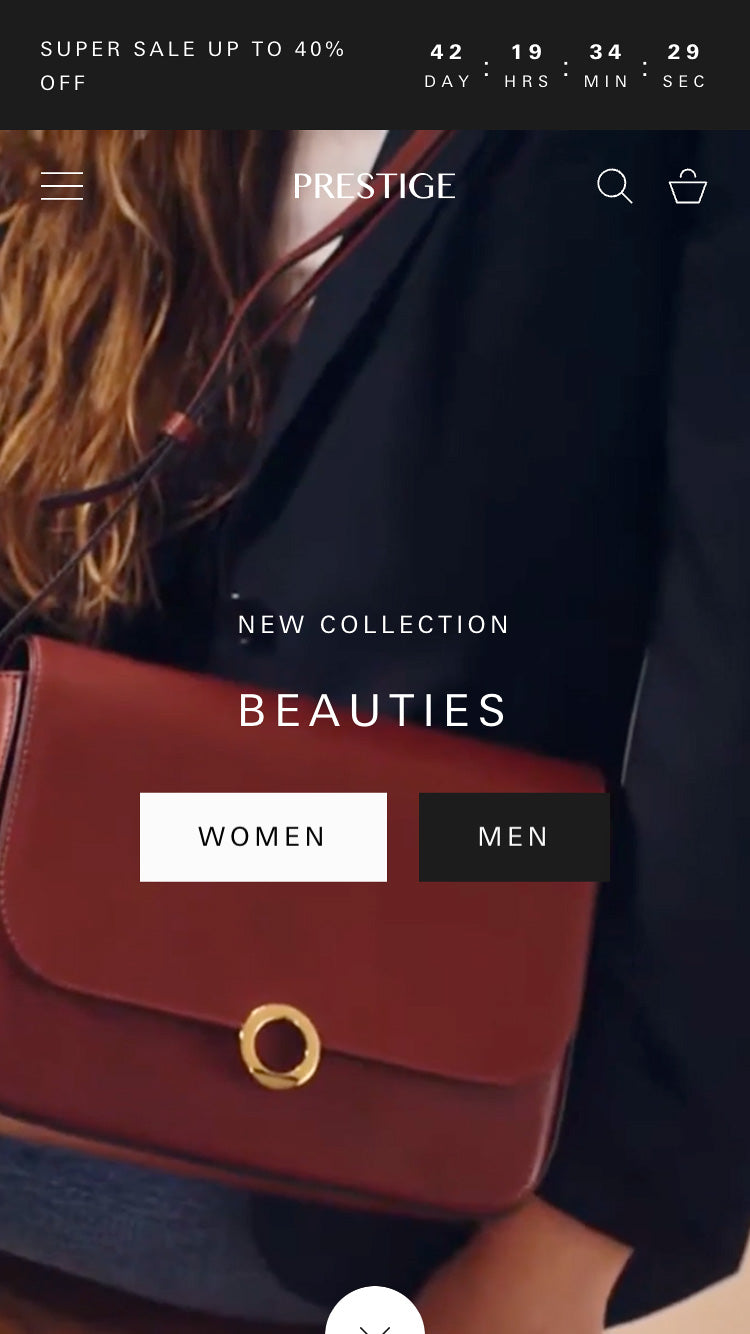 SUPER SALE UP TO 40%
OFF
42 : 19 : 34 : 29
DAY HRS MIN SEC
PRESTIGE
NEW COLLECTION
BEAUTIES
WOMEN
MEN